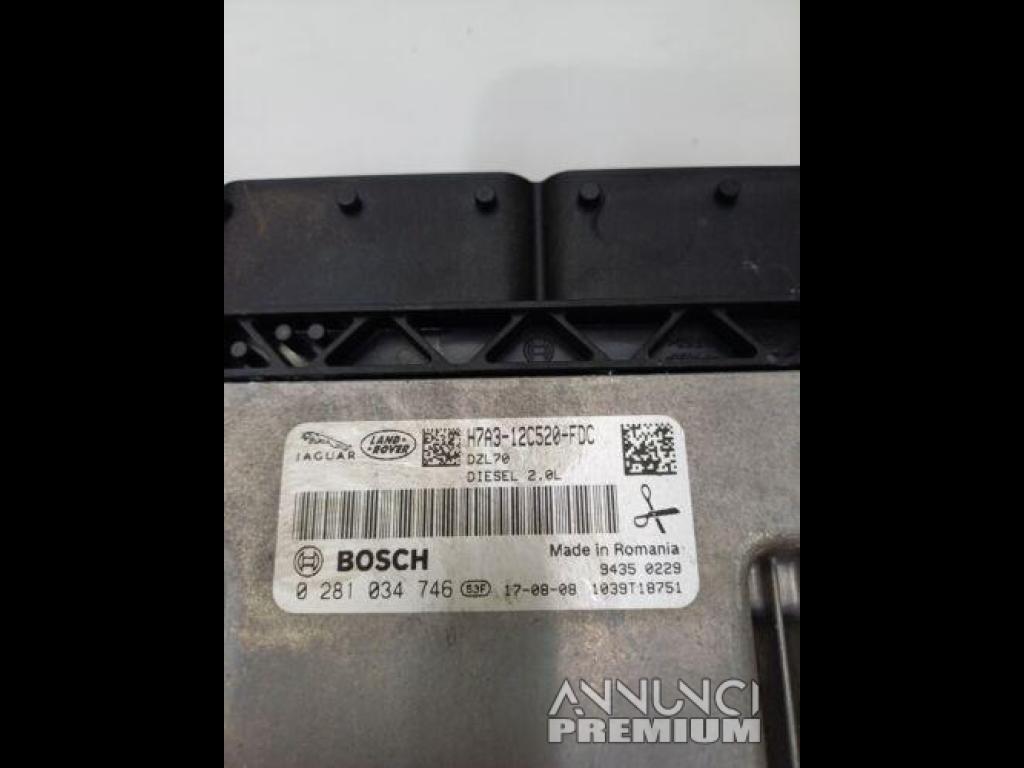 JAGUAR
LAND-
ROVER
H7A3-12C520-FDC
DZL70
DIESEL 2.0L
BOSCH
Made in Romania
9435 0229
0 281 034 746 S3F 17-08-08 1039T18751
ANNUNCI
PREMIUM